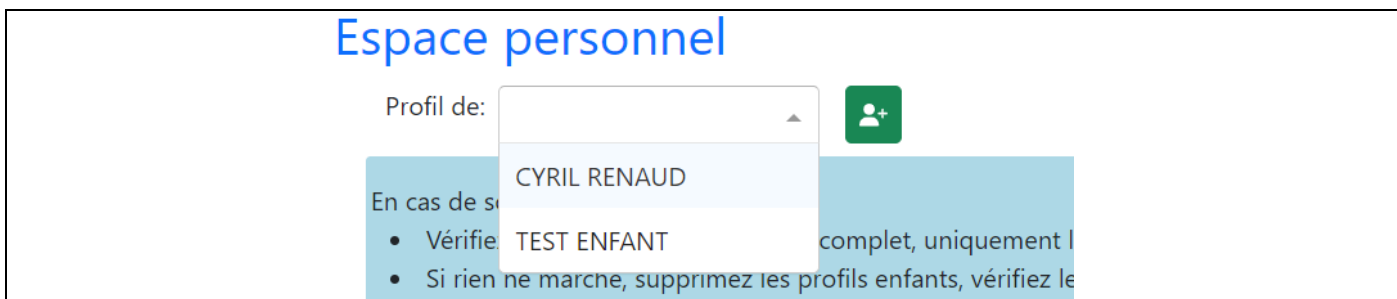 Espace personnel
Profil de:
CYRIL RENAUD
En cas de s
• Vérifie TEST ENFANT complet, uniquement l
• Si rien ne marche, supprimez les profils enfants, vérifiez le